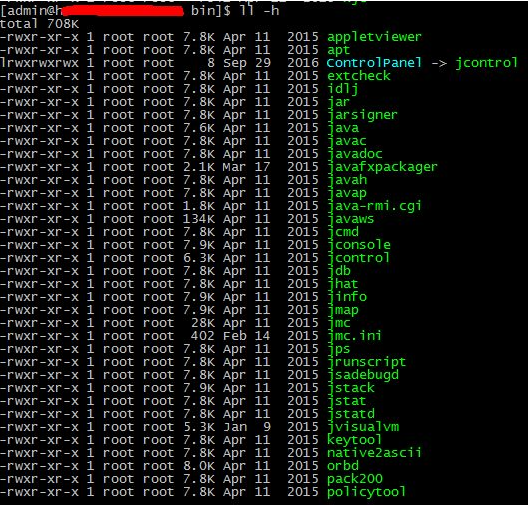 [admin@h bin]$ ll -h
total 708K
-rwxr-xr-x 1 root root 7.8K Apr 11  2015 appletviewer
-rwxr-xr-x 1 root root 7.8K Apr 11  2015 apt
lrwxrwxrwx 1 root root    8 Sep 29  2016 ControlPanel -> jcontrol
-rwxr-xr-x 1 root root 7.8K Apr 11  2015 extcheck
-rwxr-xr-x 1 root root 7.8K Apr 11  2015 idlj
-rwxr-xr-x 1 root root 7.8K Apr 11  2015 jar
-rwxr-xr-x 1 root root 7.8K Apr 11  2015 jarsigner
-rwxr-xr-x 1 root root 7.6K Apr 11  2015 java
-rwxr-xr-x 1 root root 7.8K Apr 11  2015 javac
-rwxr-xr-x 1 root root 7.8K Apr 11  2015 javadoc
-rwxr-xr-x 1 root root 2.1K Mar 17  2015 javafxpackager
-rwxr-xr-x 1 root root 7.8K Apr 11  2015 javah
-rwxr-xr-x 1 root root 7.8K Apr 11  2015 javap
-rwxr-xr-x 1 root root 1.8K Apr 11  2015 java-rmi.cgi
-rwxr-xr-x 1 root root 134K Apr 11  2015 javaws
-rwxr-xr-x 1 root root 7.8K Apr 11  2015 jcmd
-rwxr-xr-x 1 root root 7.9K Apr 11  2015 jconsole
-rwxr-xr-x 1 root root 6.3K Apr 11  2015 jcontrol
-rwxr-xr-x 1 root root 7.8K Apr 11  2015 jdb
-rwxr-xr-x 1 root root 7.8K Apr 11  2015 jhat
-rwxr-xr-x 1 root root 7.9K Apr 11  2015 jinfo
-rwxr-xr-x 1 root root 7.9K Apr 11  2015 jmap
-rwxr-xr-x 1 root root  28K Apr 11  2015 jmc
-rwxr-xr-x 1 root root  402 Feb 14  2015 jmc.ini
-rwxr-xr-x 1 root root 7.8K Apr 11  2015 jps
-rwxr-xr-x 1 root root 7.8K Apr 11  2015 jrunscript
-rwxr-xr-x 1 root root 7.8K Apr 11  2015 jsadebugd
-rwxr-xr-x 1 root root 7.9K Apr 11  2015 jstack
-rwxr-xr-x 1 root root 7.8K Apr 11  2015 jstat
-rwxr-xr-x 1 root root 7.8K Apr 11  2015 jstatd
-rwxr-xr-x 1 root root 5.3K Jan  9  2015 jvisualvm
-rwxr-xr-x 1 root root 7.8K Apr 11  2015 keytool
-rwxr-xr-x 1 root root 7.8K Apr 11  2015 native2ascii
-rwxr-xr-x 1 root root 8.0K Apr 11  2015 orbd
-rwxr-xr-x 1 root root 7.8K Apr 11  2015 pack200
-rwxr-xr-x 1 root root 7.8K Apr 11  2015 policytool